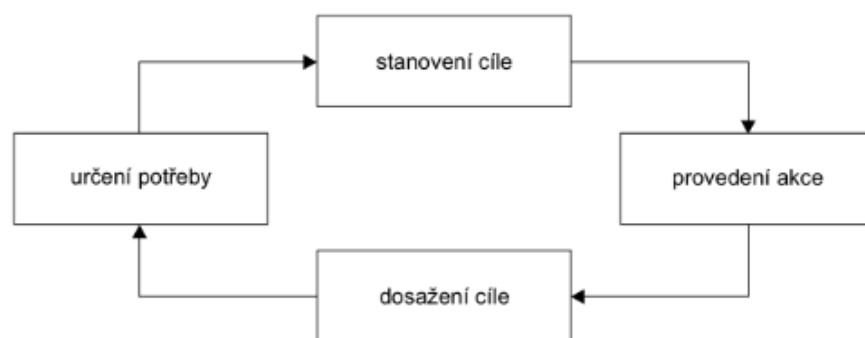 stanovení cíle
určení potřeby
provedení akce
dosažení cíle